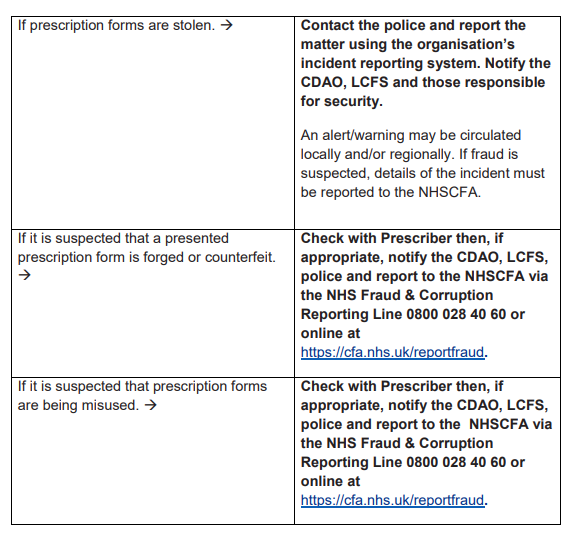 If prescription forms are stolen. →
Contact the police and report the
matter using the organisation's
incident reporting system. Notify the
CDAO, LCFS and those responsible
for security.
An alert/warning may be circulated
locally and/or regionally. If fraud is
suspected, details of the incident must
be reported to the NHSCFA.
If it is suspected that a presented
prescription form is forged or counterfeit.
→
Check with Prescriber then, if
appropriate, notify the CDAO, LCFS,
police and report to the NHSCFA via
the NHS Fraud & Corruption
Reporting Line 0800 028 40 60 or
online at
https://cfa.nhs.uk/reportfraud.
If it is suspected that prescription forms
are being misused. →
Check with Prescriber then, if
appropriate, notify the CDAO, LCFS,
police and report to the  NHSCFA via
the NHS Fraud & Corruption
Reporting Line 0800 028 40 60 or
online at
https://cfa.nhs.uk/reportfraud.